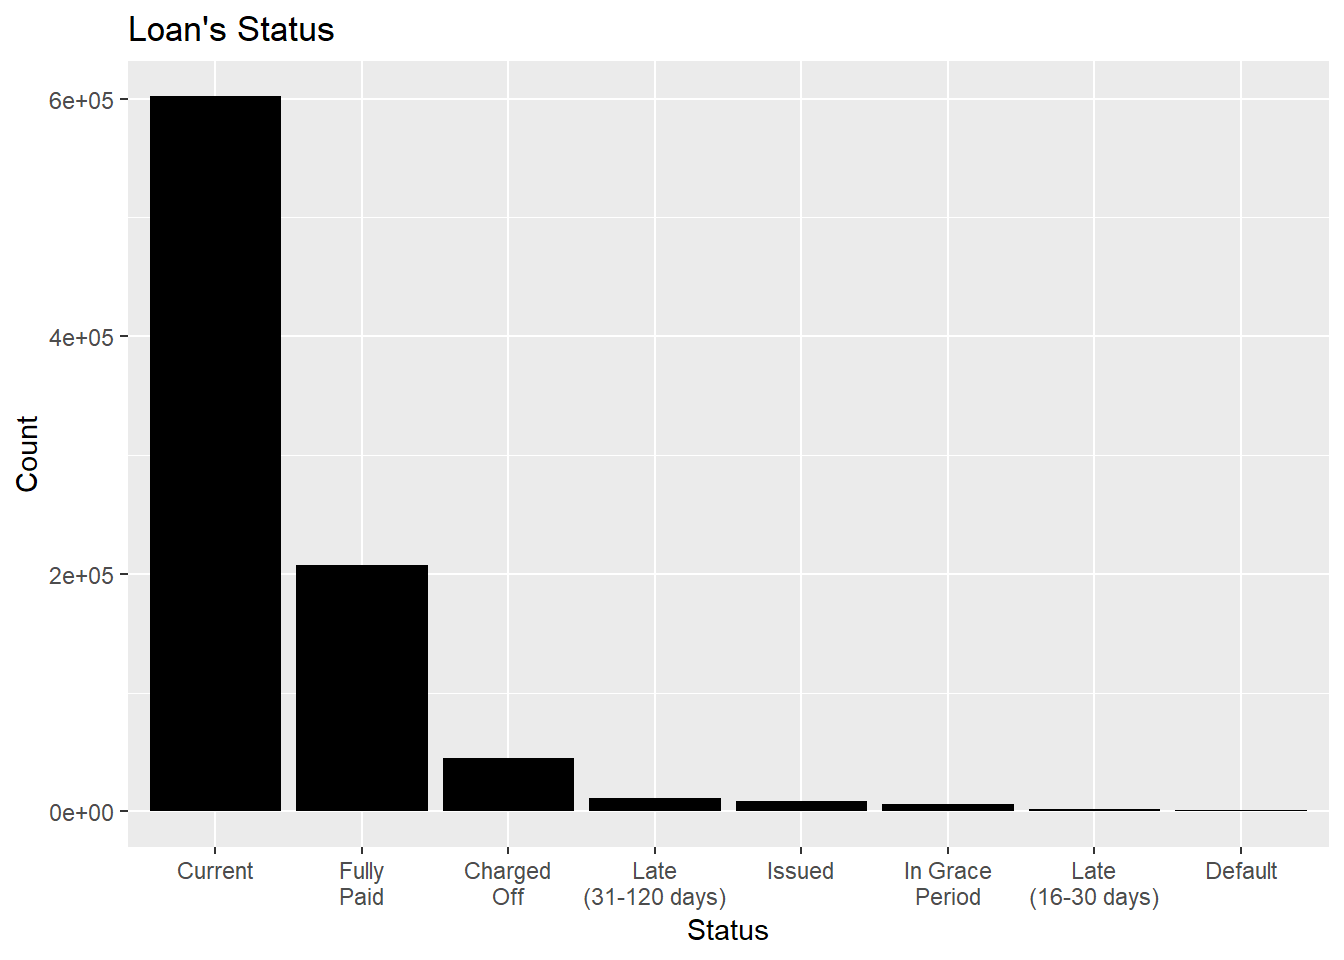 Loan's Status
6e+05
4e+05
2e+05
0e+00
Count
Current
Fully
Paid
Charged
Off
Late
(31-120 days)
Issued
In Grace
Period
Late
(16-30 days)
Default
Status